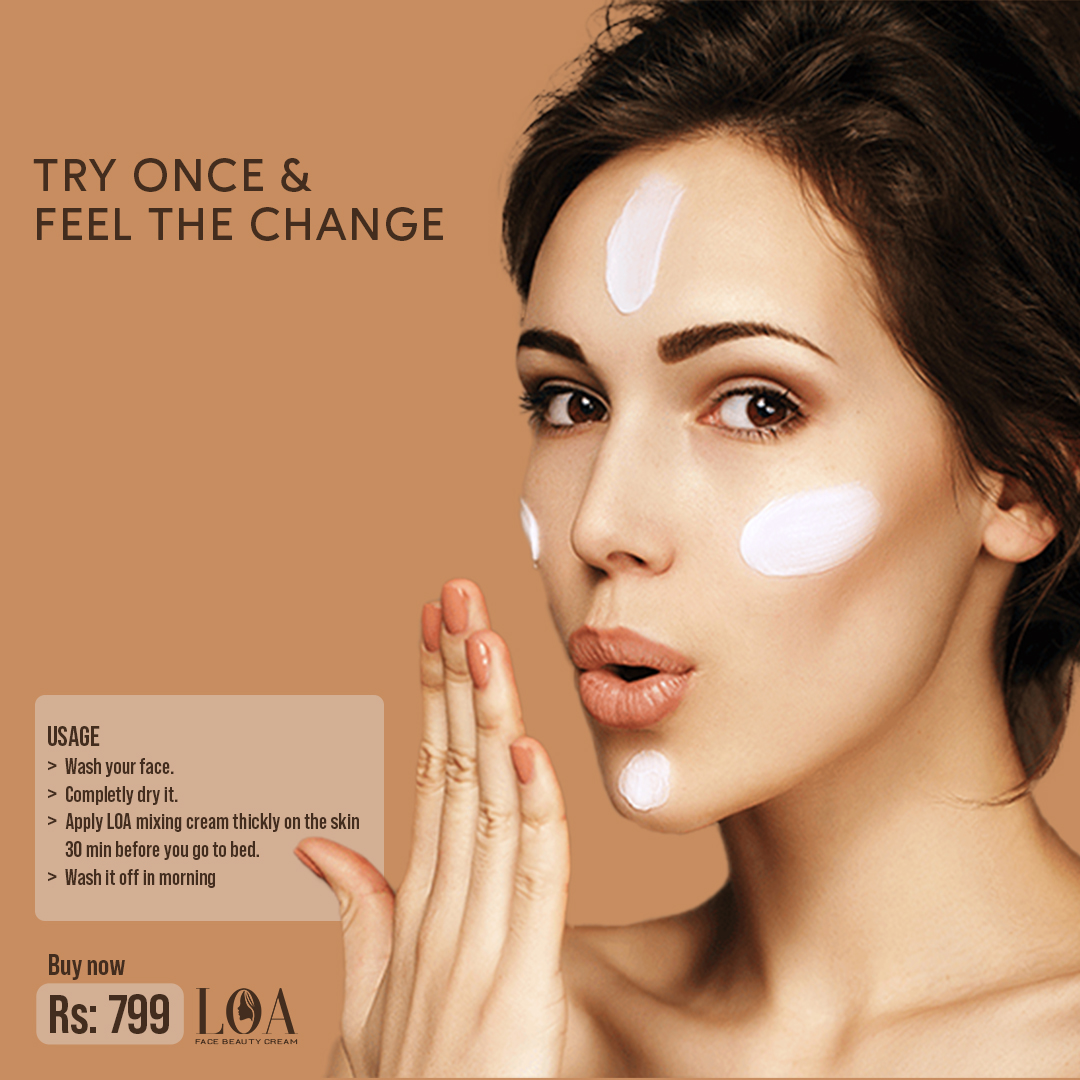 TRY ONCE &
FEEL THE CHANGE
USAGE
> Wash your face.
> Completly dry it.
> Apply LOA mixing cream thickly on the skin
30 min before you go to bed.
> Wash it off in morning
Buy now
Rs: 799
LOA
FACE BEAUTY CREAM